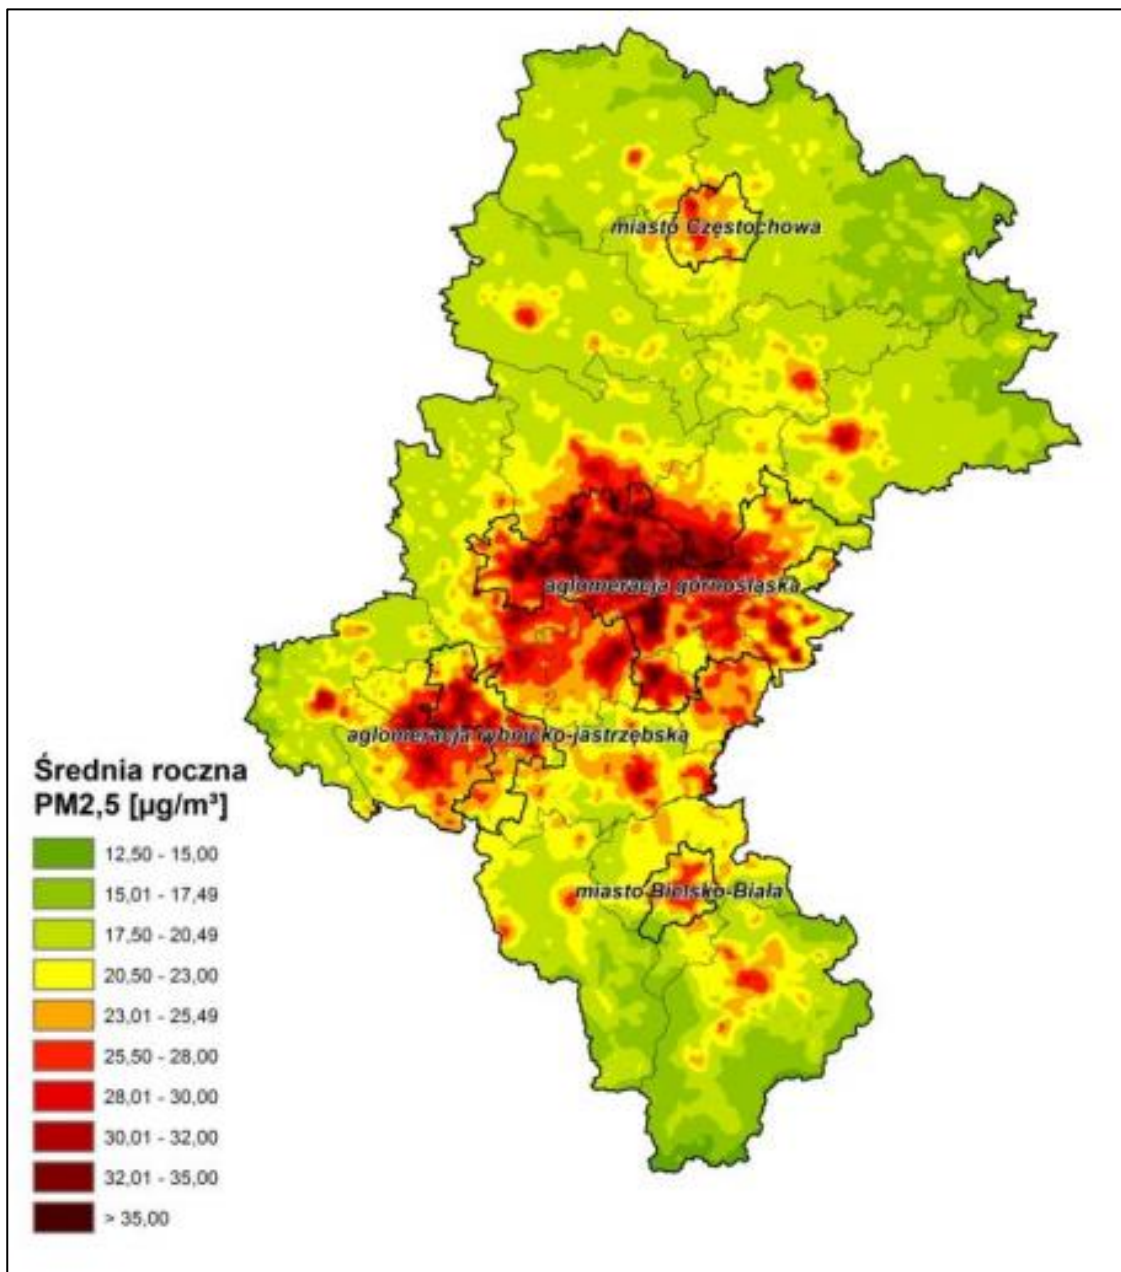 miasto Częstochowa
aglomeracja górnośląska
aglomeracja rybnicko-jastrzębska
miasto Bielsko-Biała
Średnia roczna
PM2,5 [µg/m³]
12,50 - 15,00
15,01 - 17,49
17,50 - 20,49
20,50 - 23,00
23,01 - 25,49
25,50 - 28,00
28,01 - 30,00
30,01 - 32,00
32,01 - 35,00
> 35,00